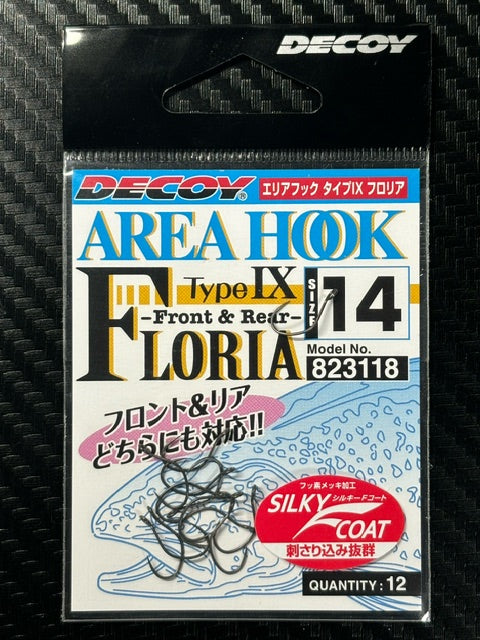 DECOY
DECOY®
エリアフック タイプIX フロリア
AREA HOOK
Type IX
-Front & Rear-
FLORIA
SIZE
14
Model No.
823118
フロント&リア
どちらにも対応!!
フッ素メッキ加工
SILKY シルキーFコート
F COAT
刺さり込み抜群
QUANTITY : 12